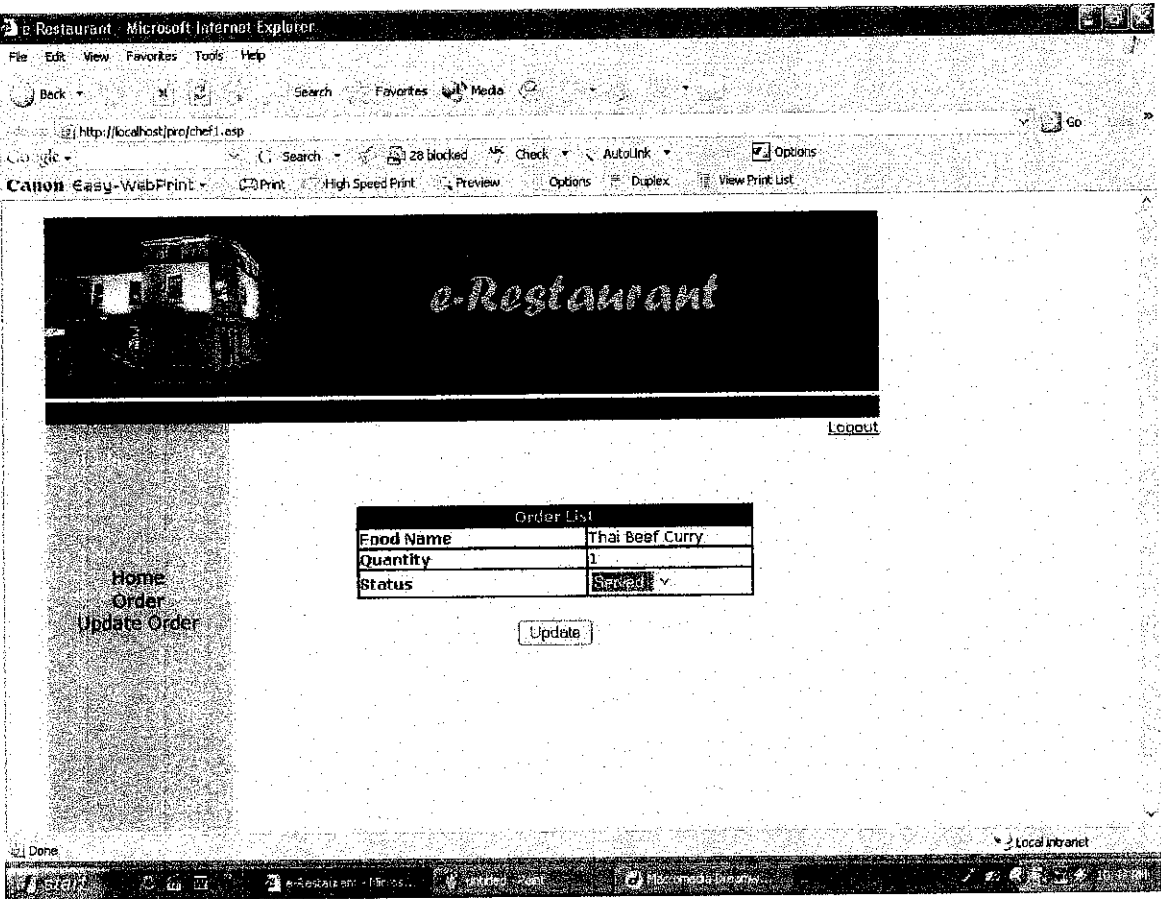 e-Restaurant - Microsoft Internet Explorer
File Edit View Favorites Tools Help
Back Search Favorites Media
http://localhost/pro/chef1.asp Go
Google Search 28 blocked Check AutoLink Options
Canon Easy-WebPrint Print High Speed Print Preview Options Duplex View Print List
e-Restaurant
Logout
Order List
Food Name Thai Beef Curry
Quantity 1
Status Served
Home
Order
Update Order
Update
Done Local intranet
start e-Restaurant - Micros... untitled - Paint Macromedia